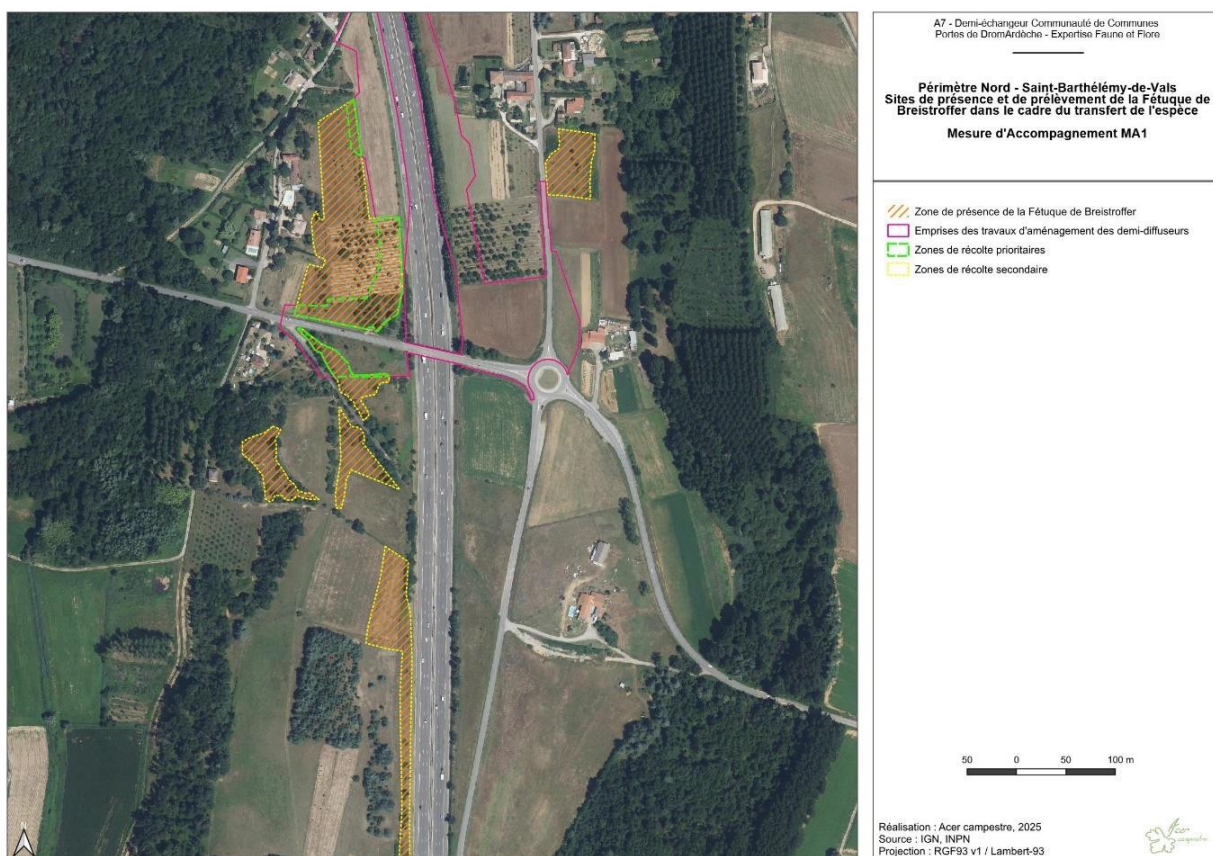 A7 - Demi-échangeur Communauté de Communes
Portes de DromArdèche - Expertise Faune et Flore
Périmètre Nord - Saint-Barthélémy-de-Vals
Sites de présence et de prélèvement de la Fétuque de
Breistroffer dans le cadre du transfert de l'espèce
Mesure d'Accompagnement MA1
Zone de présence de la Fétuque de Breistroffer
Emprises des travaux d'aménagement des demi-diffuseurs
Zones de récolte prioritaires
Zones de récolte secondaire
50 0 50 100 m
N
Réalisation : Acer campestre, 2025
Source : IGN, INPN
Projection : RGF93 v1 / Lambert-93
Acer
campestre